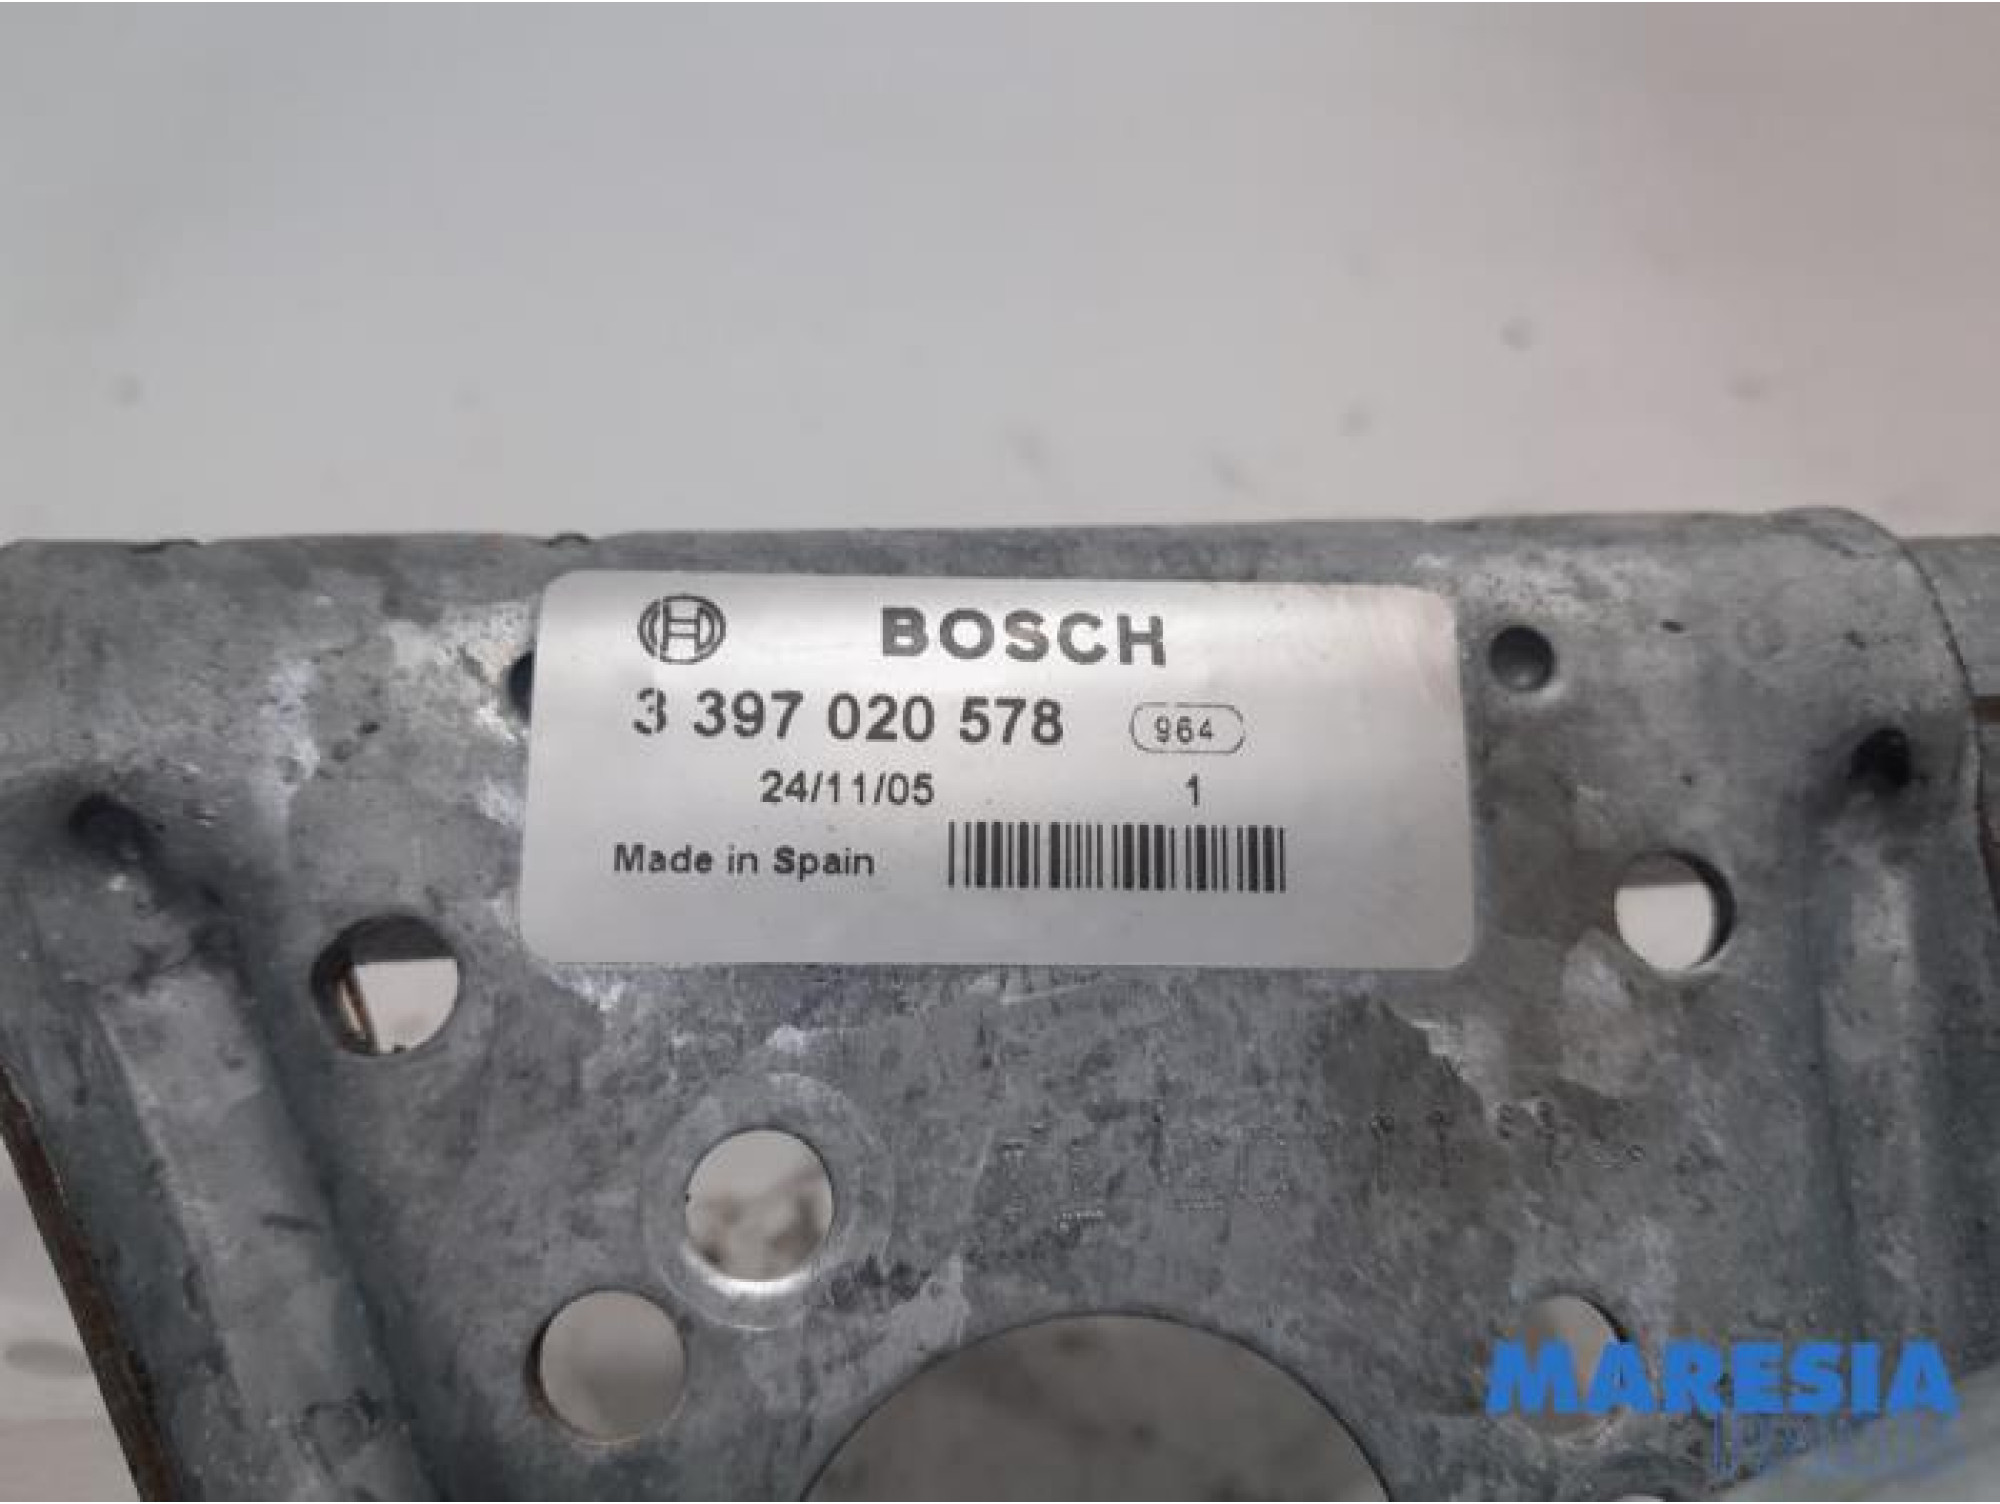 BOSCH
3 397 020 578 964
24/11/05 1
Made in Spain
MARESIA